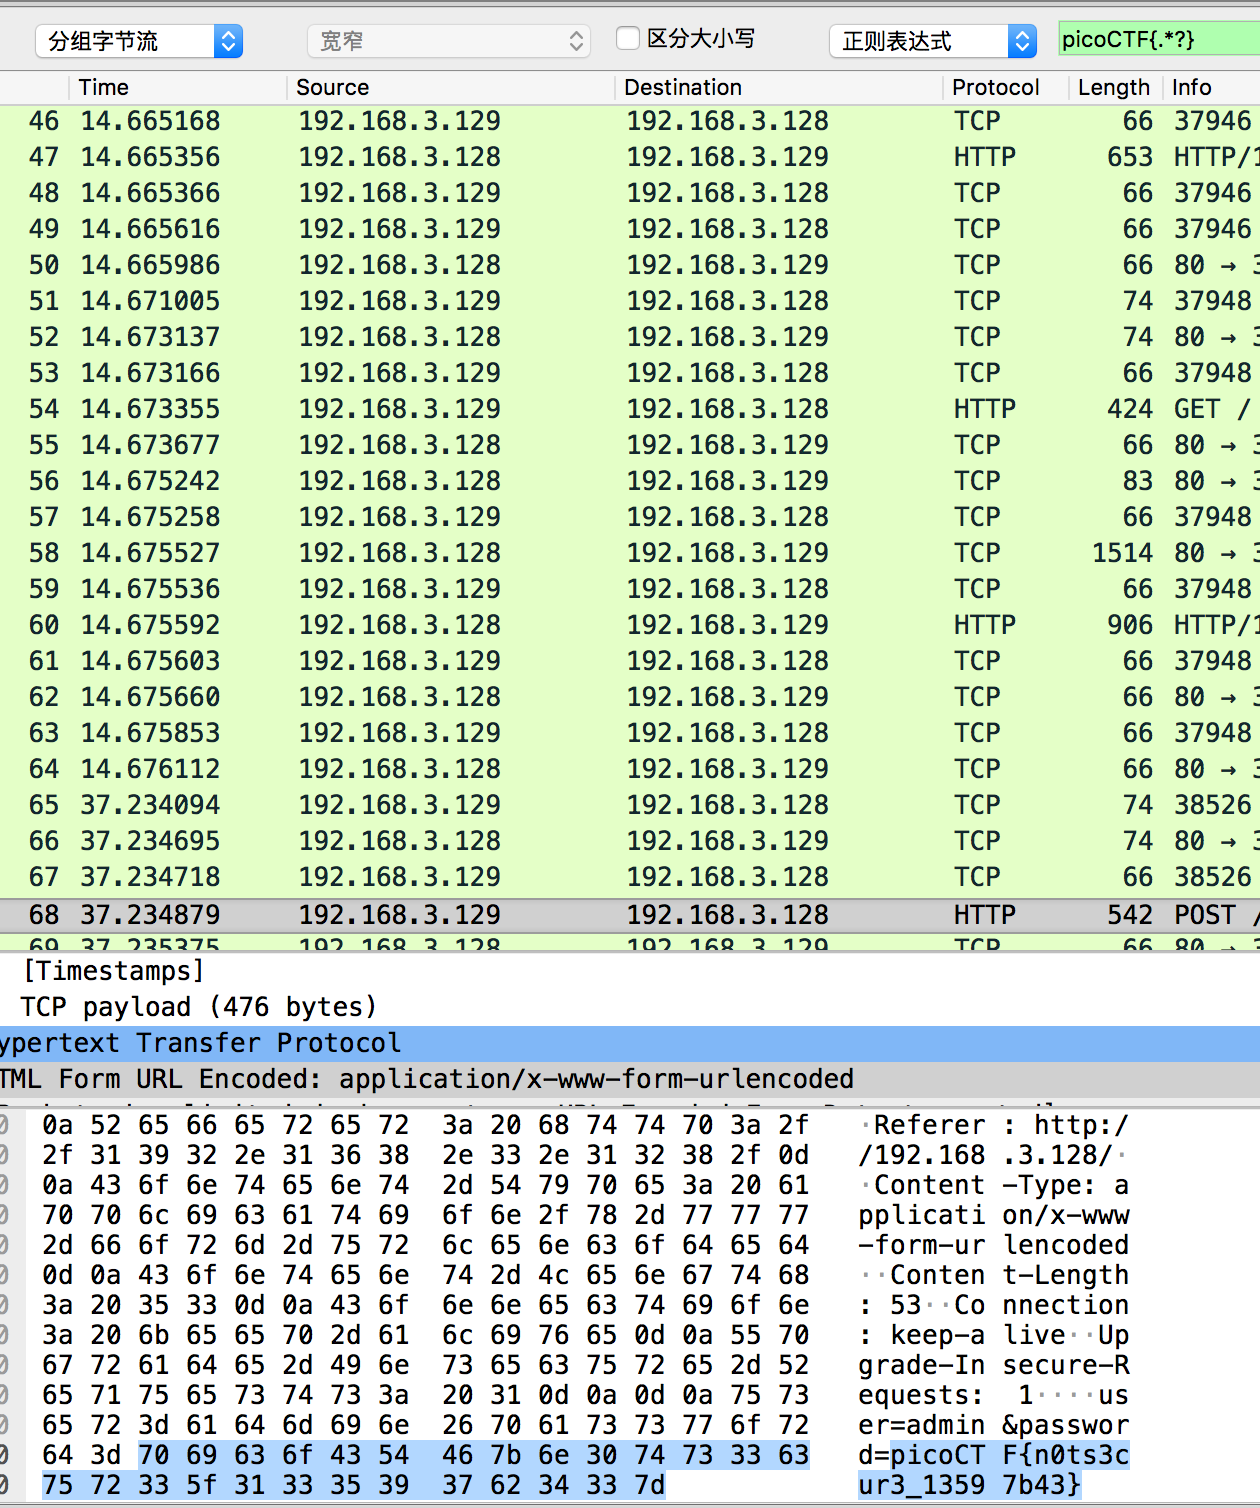 分组字节流 宽窄 区分大小写 正则表达式 picoCTF{.*?}
Time Source Destination Protocol Length Info
46 14.665168 192.168.3.129 192.168.3.128 TCP 66 37946
47 14.665356 192.168.3.128 192.168.3.129 HTTP 653 HTTP/1
48 14.665366 192.168.3.129 192.168.3.128 TCP 66 37946
49 14.665616 192.168.3.129 192.168.3.128 TCP 66 37946
50 14.665986 192.168.3.128 192.168.3.129 TCP 66 80 → 3
51 14.671005 192.168.3.129 192.168.3.128 TCP 74 37948
52 14.673137 192.168.3.128 192.168.3.129 TCP 74 80 → 3
53 14.673166 192.168.3.129 192.168.3.128 TCP 66 37948
54 14.673355 192.168.3.129 192.168.3.128 HTTP 424 GET /
55 14.673677 192.168.3.128 192.168.3.129 TCP 66 80 → 3
56 14.675242 192.168.3.128 192.168.3.129 TCP 83 80 → 3
57 14.675258 192.168.3.129 192.168.3.128 TCP 66 37948
58 14.675527 192.168.3.128 192.168.3.129 TCP 1514 80 → 3
59 14.675536 192.168.3.129 192.168.3.128 TCP 66 37948
60 14.675592 192.168.3.128 192.168.3.129 HTTP 906 HTTP/1
61 14.675603 192.168.3.129 192.168.3.128 TCP 66 37948
62 14.675660 192.168.3.128 192.168.3.129 TCP 66 80 → 3
63 14.675853 192.168.3.129 192.168.3.128 TCP 66 37948
64 14.676112 192.168.3.128 192.168.3.129 TCP 66 80 → 3
65 37.234094 192.168.3.129 192.168.3.128 TCP 74 38526
66 37.234695 192.168.3.128 192.168.3.129 TCP 74 80 → 3
67 37.234718 192.168.3.129 192.168.3.128 TCP 66 38526
68 37.234879 192.168.3.129 192.168.3.128 HTTP 542 POST /
69 37.235375 192.168.3.128 192.168.3.129 TCP 66 80 →
[Timestamps]
TCP payload (476 bytes)
ypertext Transfer Protocol
TML Form URL Encoded: application/x-www-form-urlencoded
0 0a 52 65 66 65 72 65 72 3a 20 68 74 74 70 3a 2f ·Referer : http:/
0 2f 31 39 32 2e 31 36 38 2e 33 2e 31 32 38 2f 0d /192.168 .3.128/·
0 0a 43 6f 6e 74 65 6e 74 2d 54 79 70 65 3a 20 61 ·Content -Type: a
0 70 70 6c 69 63 61 74 69 6f 6e 2f 78 2d 77 77 77 pplicati on/x-www
0 2d 66 6f 72 6d 2d 75 72 6c 65 6e 63 6f 64 65 64 -form-ur lencoded
0 0d 0a 43 6f 6e 74 65 6e 74 2d 4c 65 6e 67 74 68 ··Conten t-Length
0 3a 20 35 33 0d 0a 43 6f 6e 6e 65 63 74 69 6f 6e : 53··Co nnection
0 3a 20 6b 65 65 70 2d 61 6c 69 76 65 0d 0a 55 70 : keep-a live··Up
0 67 72 61 64 65 2d 49 6e 73 65 63 75 72 65 2d 52 grade-In secure-R
0 65 71 75 65 73 74 73 3a 20 31 0d 0a 0d 0a 75 73 equests: 1····us
0 65 72 3d 61 64 6d 69 6e 26 70 61 73 73 77 6f 72 er=admin &passwor
0 64 3d 70 69 63 6f 43 54 46 7b 6e 30 74 73 33 63 d=picoCT F{n0ts3c
0 75 72 33 5f 31 33 35 39 37 62 34 33 7d ur3_1359 7b43}